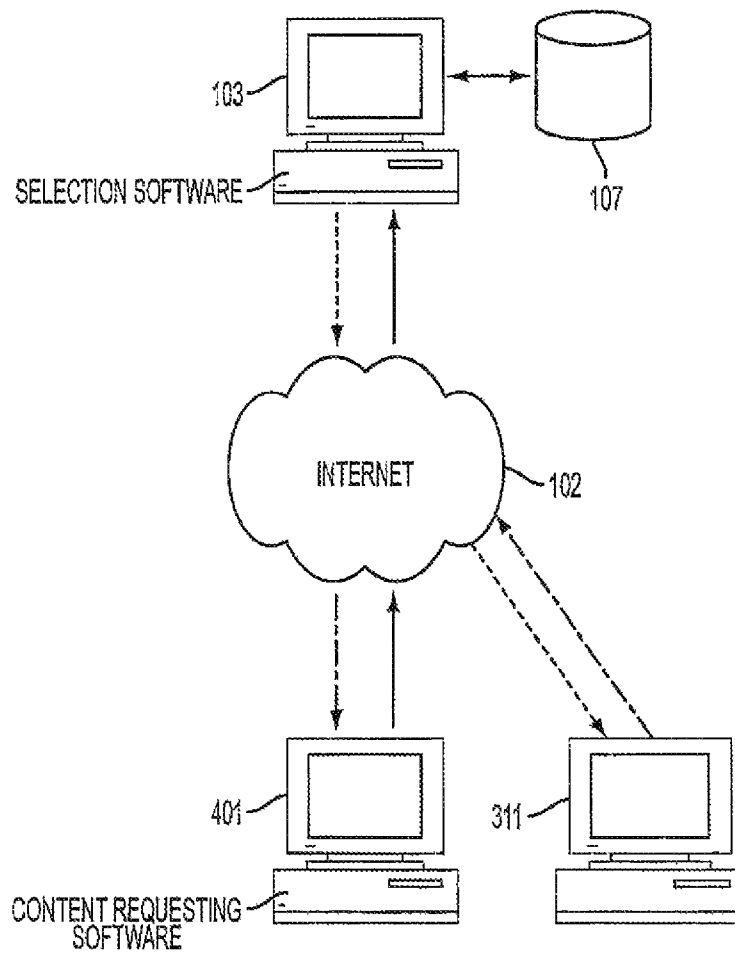 103
107
SELECTION SOFTWARE
INTERNET
102
401
311
CONTENT REQUESTING
SOFTWARE